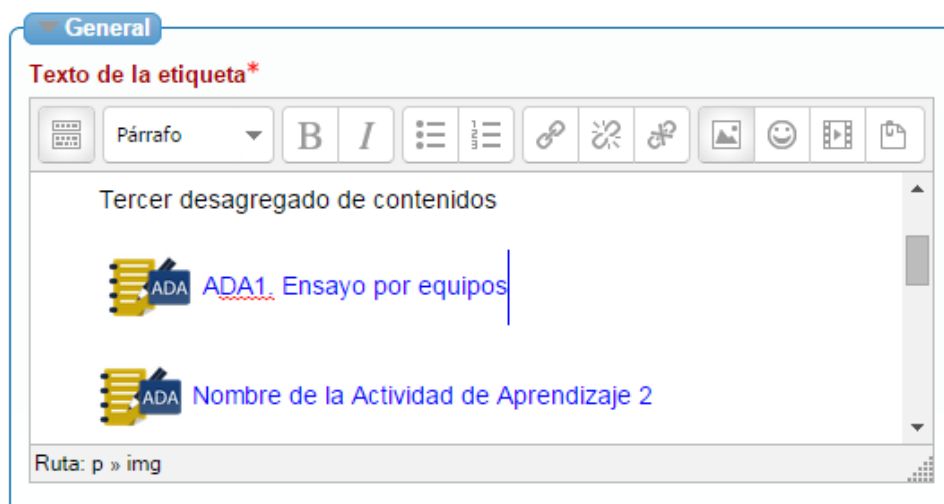 General
Texto de la etiqueta*
Párrafo B I
Tercer desagregado de contenidos
ADA ADA1. Ensayo por equipos
ADA Nombre de la Actividad de Aprendizaje 2
Ruta: p » img